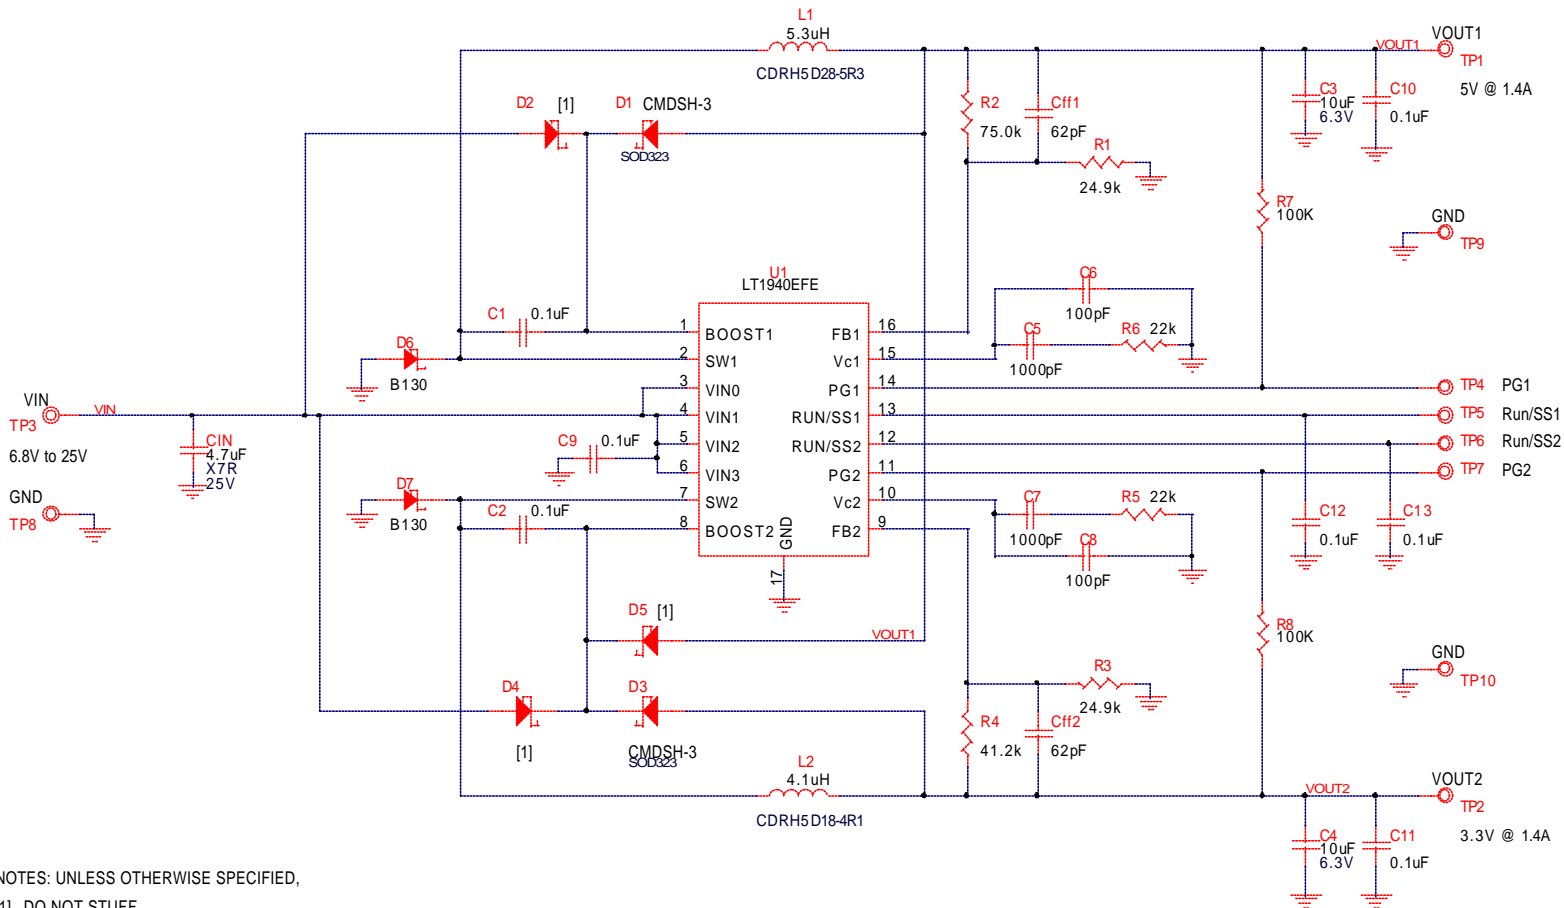 L1
5.3uH
CDRH5D28-5R3
VOUT1
VOUT1
TP1
5V @ 1.4A
D2
[1]
D1
CMDSH-3
SOD323
R2
75.0k
Cff1
62pF
R1
24.9k
C3
10uF
6.3V
C10
0.1uF
R7
100K
GND
TP9
U1
LT1940EFE
C6
100pF
C5
1000pF
R6
22k
C1
0.1uF
D6
B130
1
2
3
4
5
6
7
8
BOOST1
SW1
VIN0
VIN1
VIN2
VIN3
SW2
BOOST2
GND
17
FB1
Vc1
PG1
RUN/SS1
RUN/SS2
PG2
Vc2
FB2
16
15
14
13
12
11
10
9
TP4
PG1
TP5
Run/SS1
TP6
Run/SS2
TP7
PG2
VIN
TP3
VIN
6.8V to 25V
CIN
4.7uF
X7R
25V
GND
TP8
C9
0.1uF
D7
B130
C2
0.1uF
C7
1000pF
R5
22k
C8
100pF
C12
0.1uF
C13
0.1uF
D5
[1]
VOUT1
D4
[1]
D3
CMDSH-3
SOD323
R3
24.9k
R4
41.2k
Cff2
62pF
R8
100K
GND
TP10
L2
4.1uH
CDRH5D18-4R1
VOUT2
VOUT2
TP2
3.3V @ 1.4A
C4
10uF
6.3V
C11
0.1uF
NOTES: UNLESS OTHERWISE SPECIFIED,
1] DO NOT STUFF